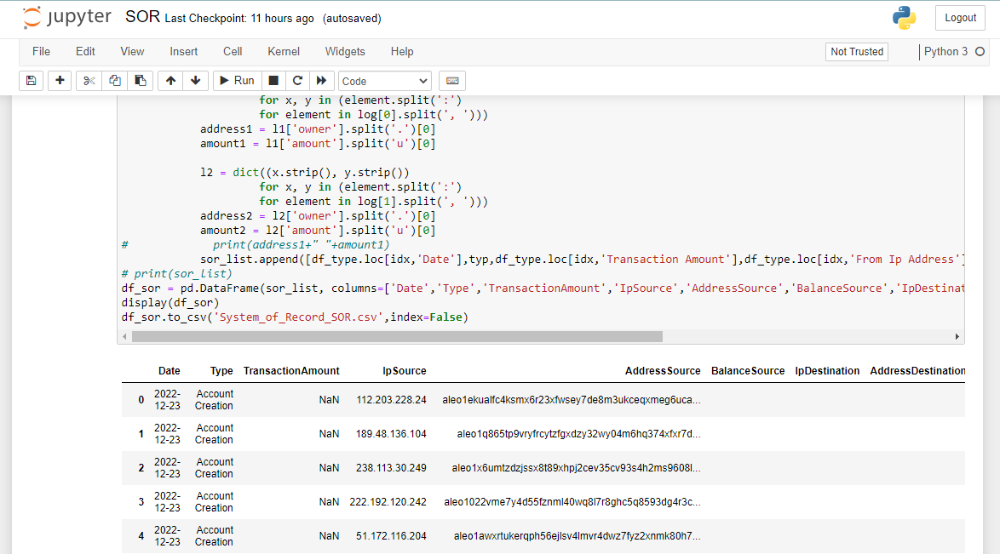 jupyter SOR Last Checkpoint: 11 hours ago (autosaved) Logout
File Edit View Insert Cell Kernel Widgets Help Not Trusted Python 3
Run Code
for x, y in (element.split(':')
for element in log[0].split(', ')))
address1 = l1['owner'].split('.')[0]
amount1 = l1['amount'].split('u')[0]
l2 = dict((x.strip(), y.strip())
for x, y in (element.split(':')
for element in log[1].split(', ')))
address2 = l2['owner'].split('.')[0]
amount2 = l2['amount'].split('u')[0]
# print(address1+" "+amount1)
sor_list.append([df_type.loc[idx,'Date'],typ,df_type.loc[idx,'Transaction Amount'],df_type.loc[idx,'From Ip Address']
# print(sor_list)
df_sor = pd.DataFrame(sor_list, columns=['Date','Type','TransactionAmount','IpSource','AddressSource','BalanceSource','IpDestinat
display(df_sor)
df_sor.to_csv('System_of_Record_SOR.csv',index=False)
Date Type TransactionAmount IpSource AddressSource BalanceSource IpDestination AddressDestination
0 2022-12-23 Account Creation NaN 112.203.228.24 aleo1ekualfc4ksmx6r23xfwsey7de8m3ukceqxmeg6uca...
1 2022-12-23 Account Creation NaN 189.48.136.104 aleo1q865tp9vryfrcytzfgxdzy32wy04m6hq374xfxr7d...
2 2022-12-23 Account Creation NaN 238.113.30.249 aleo1x6umtzdzjssx8t89xhpj2cev35cv93s4h2ms9608l...
3 2022-12-23 Account Creation NaN 222.192.120.242 aleo1022vme7y4d55fznml40wq8l7r8ghc5q8593dg4r3c...
4 2022-12-23 Account Creation NaN 51.172.116.204 aleo1awxrtukerqph56ejlsv4lmvr4dwz7fyz2xnmk80h7...